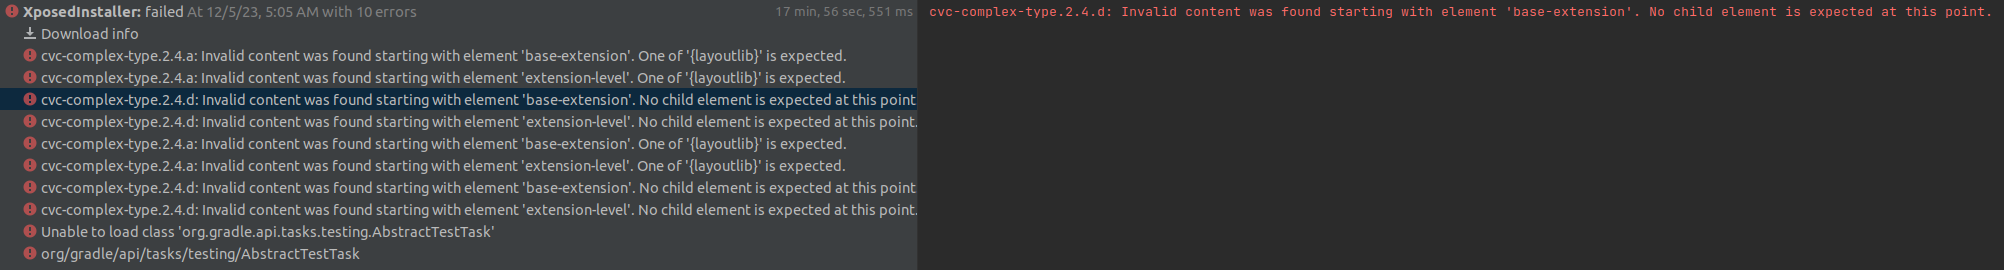 XposedInstaller: failed At 12/5/23, 5:05 AM with 10 errors 17 min, 56 sec, 551 ms
Download info
cvc-complex-type.2.4.a: Invalid content was found starting with element 'base-extension'. One of '{layoutlib}' is expected.
cvc-complex-type.2.4.a: Invalid content was found starting with element 'extension-level'. One of '{layoutlib}' is expected.
cvc-complex-type.2.4.d: Invalid content was found starting with element 'base-extension'. No child element is expected at this point
cvc-complex-type.2.4.d: Invalid content was found starting with element 'extension-level'. No child element is expected at this point.
cvc-complex-type.2.4.a: Invalid content was found starting with element 'base-extension'. One of '{layoutlib}' is expected.
cvc-complex-type.2.4.a: Invalid content was found starting with element 'extension-level'. One of '{layoutlib}' is expected.
cvc-complex-type.2.4.d: Invalid content was found starting with element 'base-extension'. No child element is expected at this point
cvc-complex-type.2.4.d: Invalid content was found starting with element 'extension-level'. No child element is expected at this point.
Unable to load class 'org.gradle.api.tasks.testing.AbstractTestTask'
org/gradle/api/tasks/testing/AbstractTestTask
cvc-complex-type.2.4.d: Invalid content was found starting with element 'base-extension'. No child element is expected at this point.